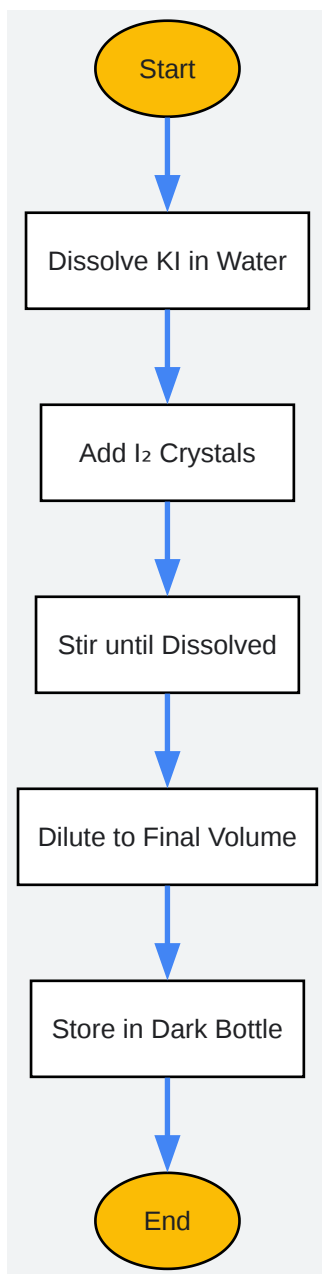 Start
Dissolve KI in Water
Add I₂ Crystals
Stir until Dissolved
Dilute to Final Volume
Store in Dark Bottle
End